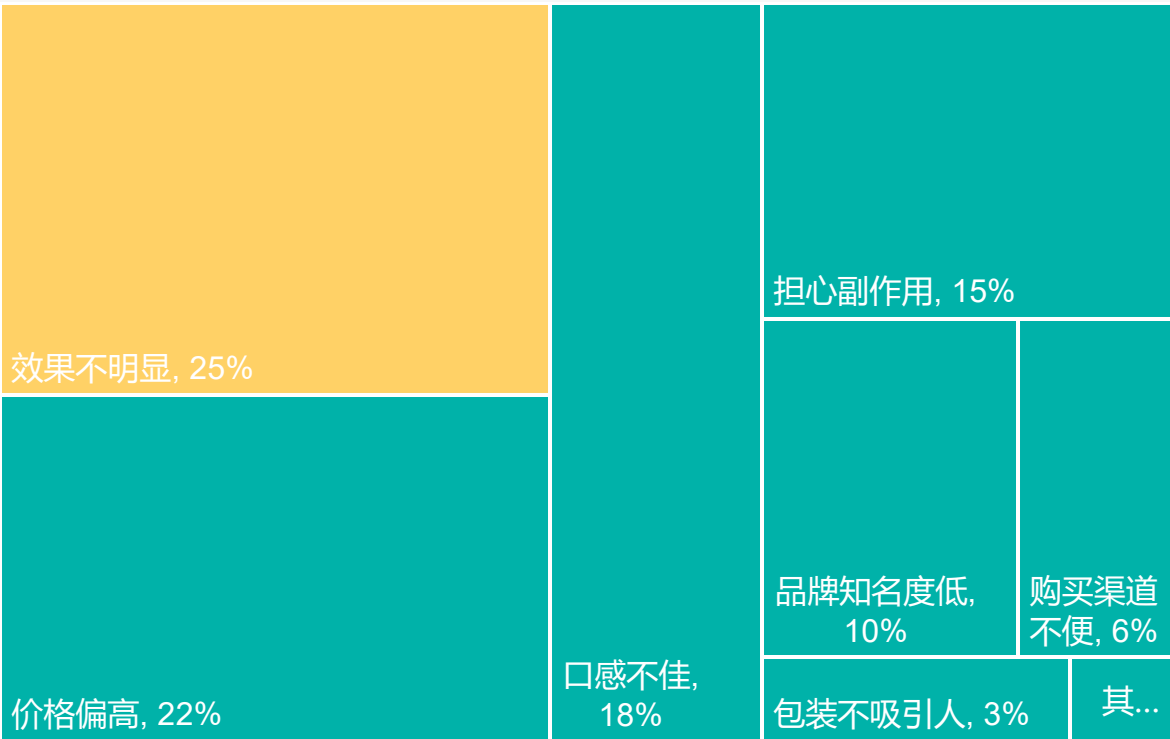 效果不明显, 25%
价格偏高, 22%
口感不佳,
18%
担心副作用, 15%
品牌知名度低,
10%
购买渠道
不便, 6%
包装不吸引人, 3%
其...